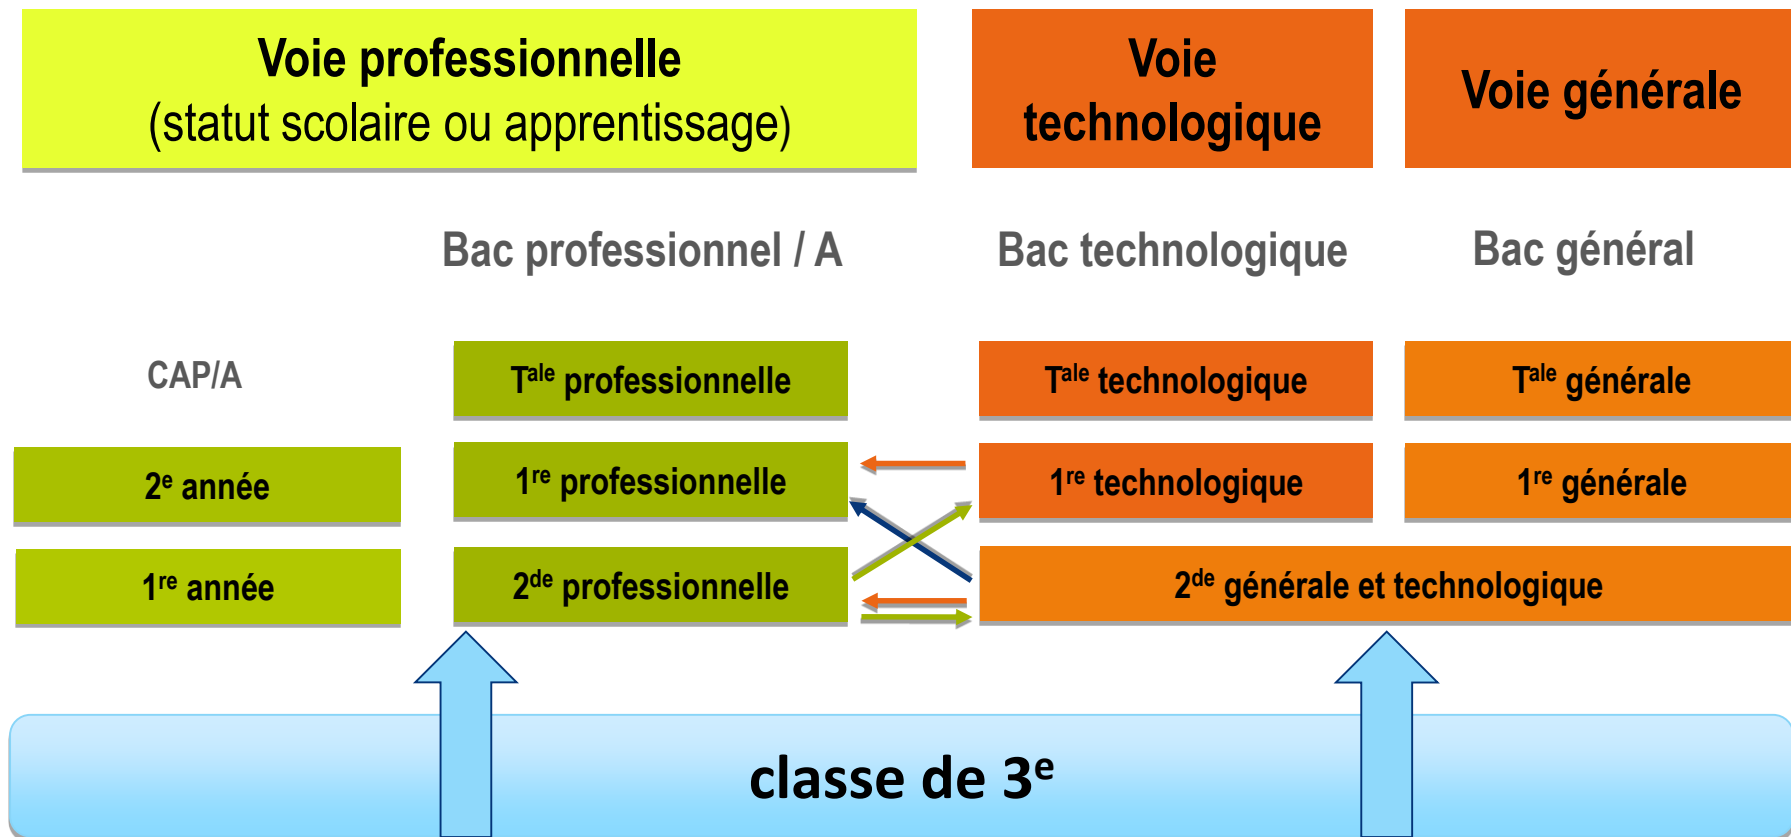 Voie professionnelle
(statut scolaire ou apprentissage)
Voie
technologique
Voie générale
Bac professionnel / A
Bac technologique
Bac général
CAP/A
Tale professionnelle
Tale technologique
Tale générale
2e année
1re professionnelle
1re technologique
1re générale
1re année
2de professionnelle
2de générale et technologique
classe de 3e